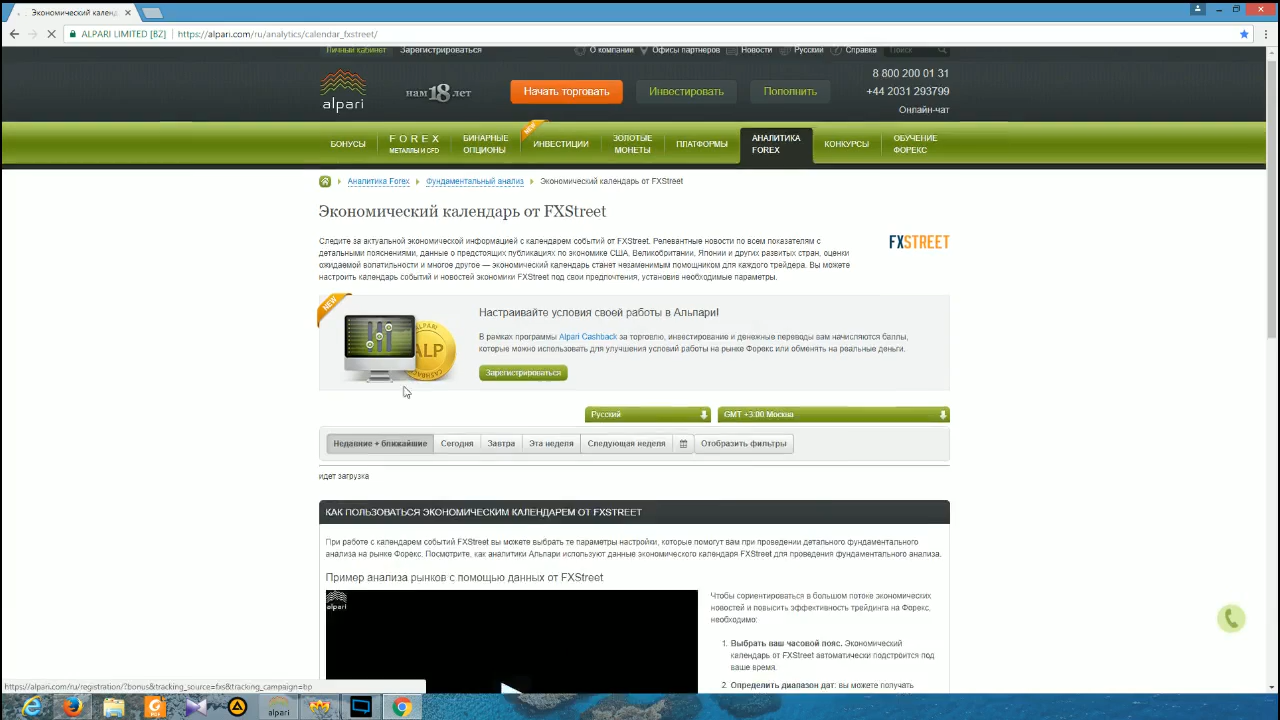 Экономический календ
ALPARI LIMITED [BZ]
https://alpari.com/ru/analytics/calendar_fxstreet/
Личный кабинет Зарегистрироваться О компании Офисы партнеров Новости Русский Справка Поиск
alpari
нам 18 лет
Начать торговать
Инвестировать
Пополнить
8 800 200 01 31
+44 2031 293799
Онлайн-чат
БОНУСЫ
FOREX
МЕТАЛЛЫ И CFD
БИНАРНЫЕ
ОПЦИОНЫ
NEW
ИНВЕСТИЦИИ
ЗОЛОТЫЕ
МОНЕТЫ
ПЛАТФОРМЫ
АНАЛИТИКА
FOREX
КОНКУРСЫ
ОБУЧЕНИЕ
ФОРЕКС
Аналитика Forex Фундаментальный анализ Экономический календарь от FXStreet
Экономический календарь от FXStreet
Следите за актуальной экономической информацией с календарем событий от FXStreet. Релевантные новости по всем показателям с
детальными пояснениями, данные о предстоящих публикациях по экономике США, Великобритании, Японии и других развитых стран, оценки
ожидаемой волатильности и многое другое — экономический календарь станет незаменимым помощником для каждого трейдера. Вы можете
настроить календарь событий и новостей экономики FXStreet под свои предпочтения, установив необходимые параметры.
FXSTREET
NEW
ALPARI
ALP
CASHBACK
Настраивайте условия своей работы в Альпари!
В рамках программы Alpari Cashback за торговлю, инвестирование и денежные переводы вам начисляются баллы,
которые можно использовать для улучшения условий работы на рынке Форекс или обменять на реальные деньги.
Зарегистрироваться
Русский
GMT +3:00 Москва
Недавние + ближайшие Сегодня Завтра Эта неделя Следующая неделя Отобразить фильтры
идет загрузка
КАК ПОЛЬЗОВАТЬСЯ ЭКОНОМИЧЕСКИМ КАЛЕНДАРЕМ ОТ FXSTREET
При работе с календарем событий FXStreet вы можете выбрать те параметры настройки, которые помогут вам при проведении детального фундаментального
анализа на рынке Форекс. Посмотрите, как аналитики Альпари используют данные экономического календаря FXStreet для проведения фундаментального анализа.
Пример анализа рынков с помощью данных от FXStreet
alpari
Чтобы сориентироваться в большом потоке экономических
новостей и повысить эффективность трейдинга на Форекс,
необходимо:
1. Выбрать ваш часовой пояс. Экономический
календарь от FXStreet автоматически подстроится под
ваше время.
2. Определить диапазон дат: вы можете получать
https://alpari.com/ru/registration/?bonus&tracking_source=fxs&tracking_campaign=bp
alpari